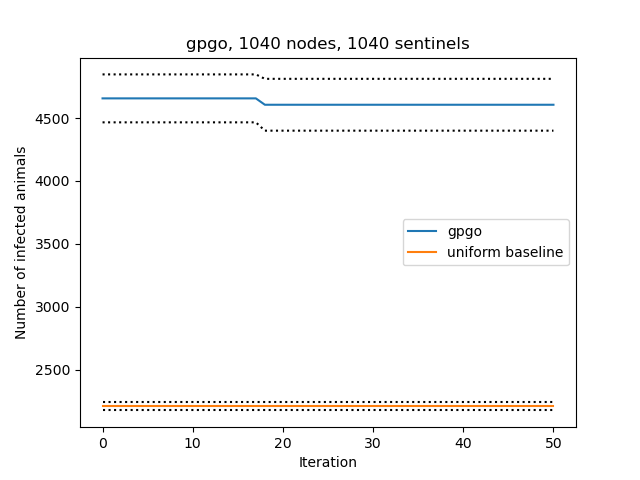 gpgo, 1040 nodes, 1040 sentinels
Number of infected animals
4500
4000
3500
3000
2500
gpgo
uniform baseline
0 10 20 30 40 50
Iteration